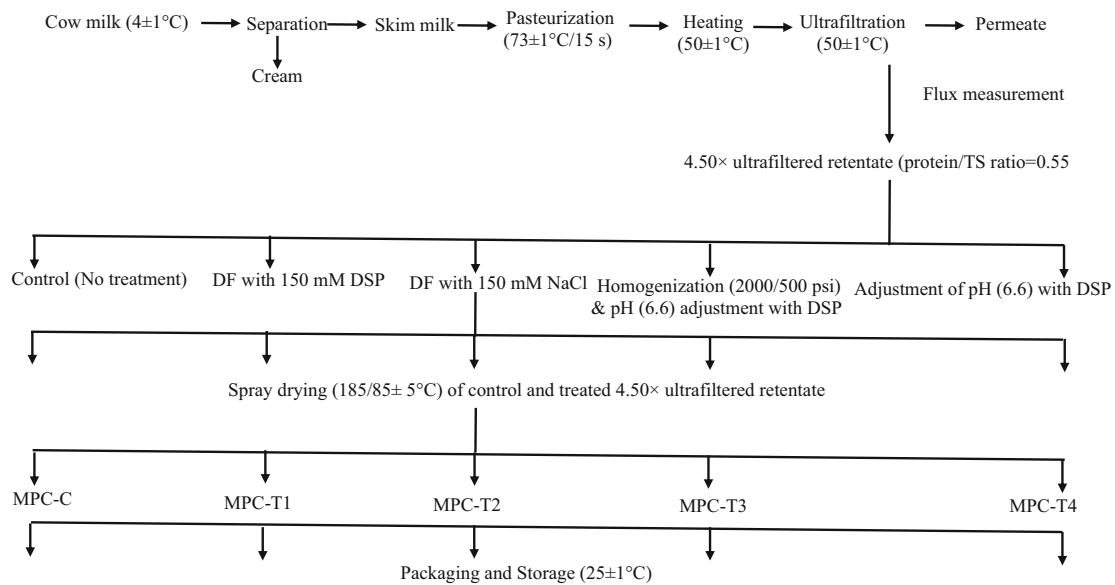 Cow milk (4±1°C)
Separation
Skim milk
Pasteurization
(73±1°C/15 s)
Heating
(50±1°C)
Ultrafiltration
(50±1°C)
Permeate
Cream
Flux measurement
4.50× ultrafiltered retentate (protein/TS ratio=0.55
Control (No treatment)
DF with 150 mM DSP
DF with 150 mM NaCl
Homogenization (2000/500 psi)
& pH (6.6) adjustment with DSP
Adjustment of pH (6.6) with DSP
Spray drying (185/85± 5°C) of control and treated 4.50× ultrafiltered retentate
MPC-C
MPC-T1
MPC-T2
MPC-T3
MPC-T4
Packaging and Storage (25±1°C)